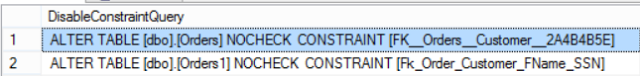 DisableConstraintQuery
1 ALTER TABLE [dbo].[Orders] NOCHECK CONSTRAINT [FK__Orders__Customer__2A4B4B5E]
2 ALTER TABLE [dbo].[Orders1] NOCHECK CONSTRAINT [Fk_Order_Customer_FName_SSN]